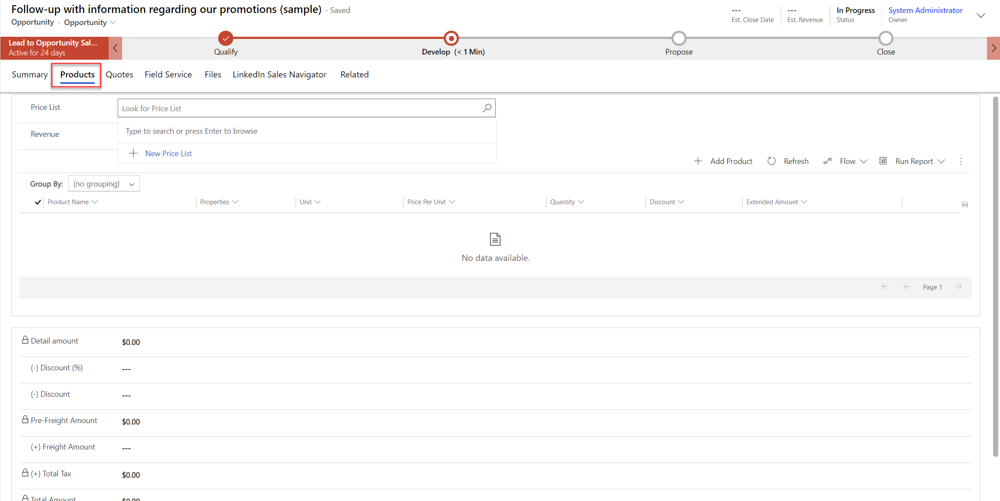 Follow-up with information regarding our promotions (sample) - Saved
Opportunity · Opportunity
--- Est. Close Date
--- Est. Revenue
In Progress Status
System Administrator Owner
Lead to Opportunity Sal...
Active for 24 days
Qualify
Develop (< 1 Min)
Propose
Close
Summary Products Quotes Field Service Files LinkedIn Sales Navigator Related
Price List
Look for Price List
Type to search or press Enter to browse
Revenue
New Price List
Add Product Refresh Flow Run Report
Group By: (no grouping)
Product Name Properties Unit Price Per Unit Quantity Discount Extended Amount
No data available.
Page 1
Detail amount $0.00
(-) Discount (%) ---
(-) Discount ---
Pre-Freight Amount $0.00
(+) Freight Amount ---
(+) Total Tax $0.00
Total Amount $0.00